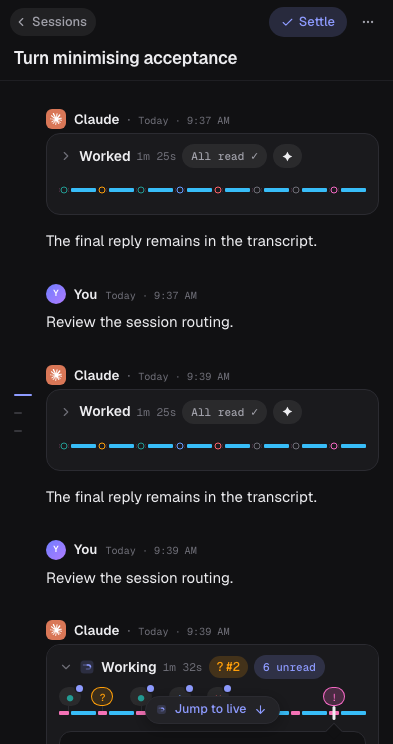 Sessions
Settle
Turn minimising acceptance
Claude · Today · 9:37 AM
Worked 1m 25s All read ✓
The final reply remains in the transcript.
Y You Today · 9:37 AM
Review the session routing.
Claude · Today · 9:39 AM
Worked 1m 25s All read ✓
The final reply remains in the transcript.
Y You Today · 9:39 AM
Review the session routing.
Claude · Today · 9:39 AM
Working 1m 32s ? #2 6 unread
? !
Jump to live ↓